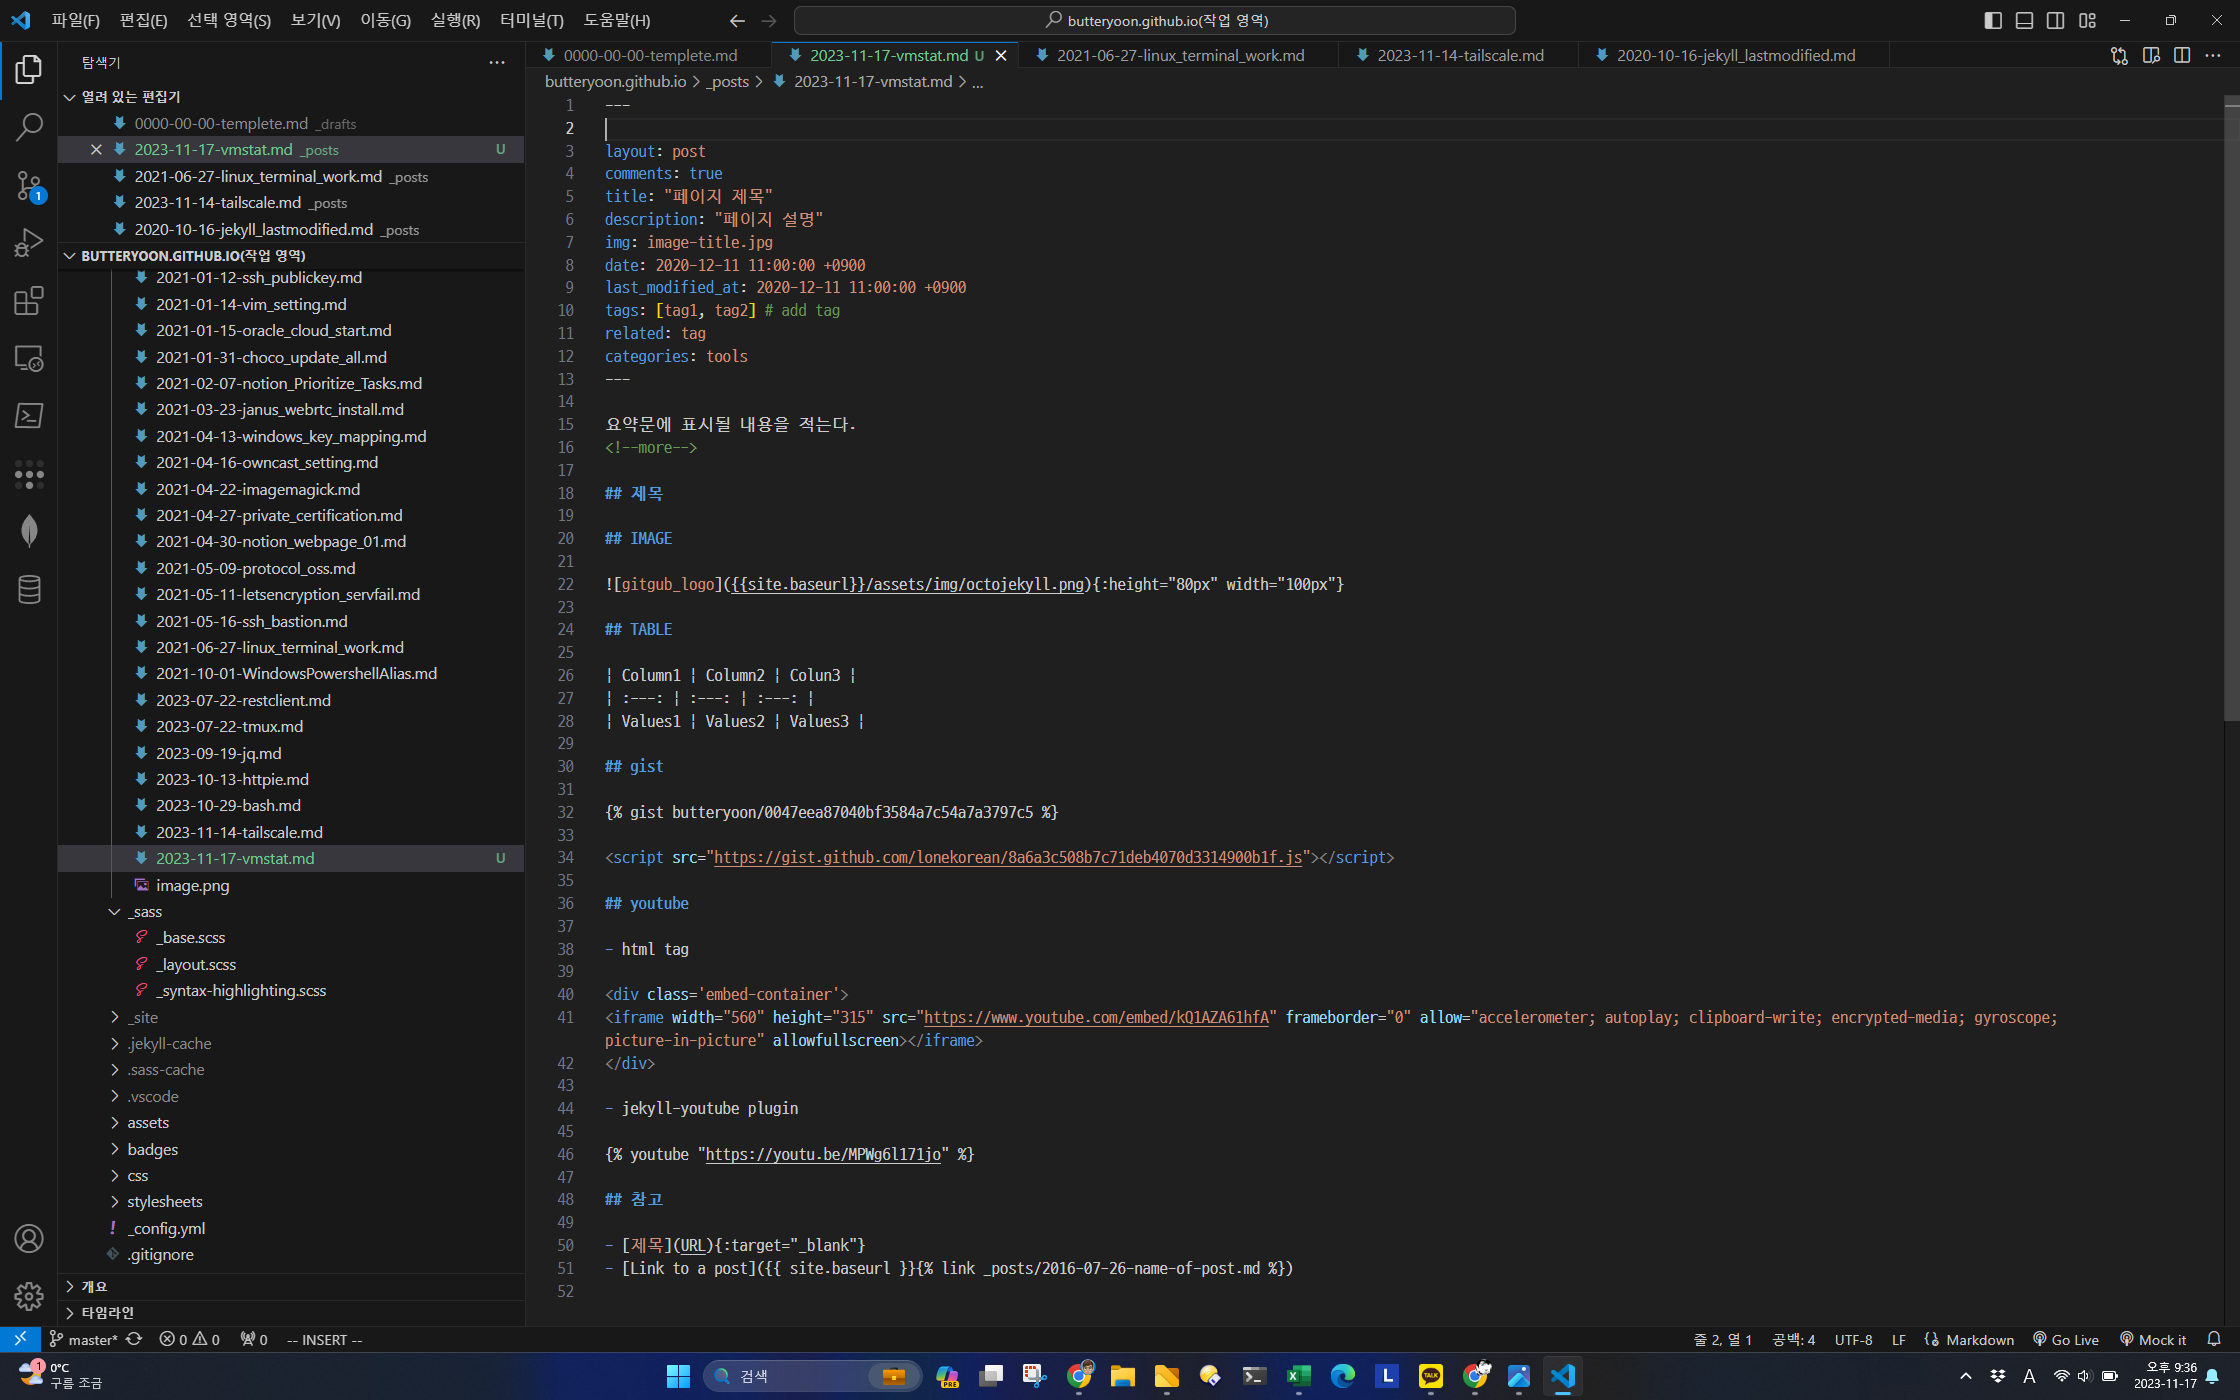 파일(F) 편집(E) 선택 영역(S) 보기(V) 이동(G) 실행(R) 터미널(T) 도움말(H)
butteryoon.github.io(작업 영역)
탐색기
열려 있는 편집기
0000-00-00-templete.md _drafts
2023-11-17-vmstat.md _posts U
2021-06-27-linux_terminal_work.md _posts
2023-11-14-tailscale.md _posts
2020-10-16-jekyll_lastmodified.md _posts
BUTTERYOON.GITHUB.IO(작업 영역)
2021-01-12-ssh_publickey.md
2021-01-14-vim_setting.md
2021-01-15-oracle_cloud_start.md
2021-01-31-choco_update_all.md
2021-02-07-notion_Prioritize_Tasks.md
2021-03-23-janus_webrtc_install.md
2021-04-13-windows_key_mapping.md
2021-04-16-owncast_setting.md
2021-04-22-imagemagick.md
2021-04-27-private_certification.md
2021-04-30-notion_webpage_01.md
2021-05-09-protocol_oss.md
2021-05-11-letsencryption_servfail.md
2021-05-16-ssh_bastion.md
2021-06-27-linux_terminal_work.md
2021-10-01-WindowsPowershellAlias.md
2023-07-22-restclient.md
2023-07-22-tmux.md
2023-09-19-jq.md
2023-10-13-httpie.md
2023-10-29-bash.md
2023-11-14-tailscale.md
2023-11-17-vmstat.md U
image.png
_sass
_base.scss
_layout.scss
_syntax-highlighting.scss
_site
.jekyll-cache
.sass-cache
.vscode
assets
badges
css
stylesheets
_config.yml
.gitignore
개요
타임라인
0000-00-00-templete.md 2023-11-17-vmstat.md U 2021-06-27-linux_terminal_work.md 2023-11-14-tailscale.md 2020-10-16-jekyll_lastmodified.md
butteryoon.github.io > _posts > 2023-11-17-vmstat.md > ...
1 ---
2
3 layout: post
4 comments: true
5 title: "페이지 제목"
6 description: "페이지 설명"
7 img: image-title.jpg
8 date: 2020-12-11 11:00:00 +0900
9 last_modified_at: 2020-12-11 11:00:00 +0900
10 tags: [tag1, tag2] # add tag
11 related: tag
12 categories: tools
13 ---
14
15 요약문에 표시될 내용을 적는다.
16 <!--more-->
17
18 ## 제목
19
20 ## IMAGE
21
22 ![gitgub_logo]({{site.baseurl}}/assets/img/octojekyll.png){:height="80px" width="100px"}
23
24 ## TABLE
25
26 | Column1 | Column2 | Colun3 |
27 | :---: | :---: | :---: |
28 | Values1 | Values2 | Values3 |
29
30 ## gist
31
32 {% gist butteryoon/0047eea87040bf3584a7c54a7a3797c5 %}
33
34 <script src="https://gist.github.com/lonekorean/8a6a3c508b7c71deb4070d3314900b1f.js"></script>
35
36 ## youtube
37
38 - html tag
39
40 <div class='embed-container'>
41 <iframe width="560" height="315" src="https://www.youtube.com/embed/kQ1AZA61hfA" frameborder="0" allow="accelerometer; autoplay; clipboard-write; encrypted-media; gyroscope;
picture-in-picture" allowfullscreen></iframe>
42 </div>
43
44 - jekyll-youtube plugin
45
46 {% youtube "https://youtu.be/MPWg6l171jo" %}
47
48 ## 참고
49
50 - [제목](URL){:target="_blank"}
51 - [Link to a post]({{ site.baseurl }}{% link _posts/2016-07-26-name-of-post.md %})
52
1
master* 0 0 0 -- INSERT -- 줄 2, 열 1 공백: 4 UTF-8 LF Markdown Go Live Mock it
1 0°C
구름 조금
검색
PRE
L
TALK
A
오후 9:36
2023-11-17